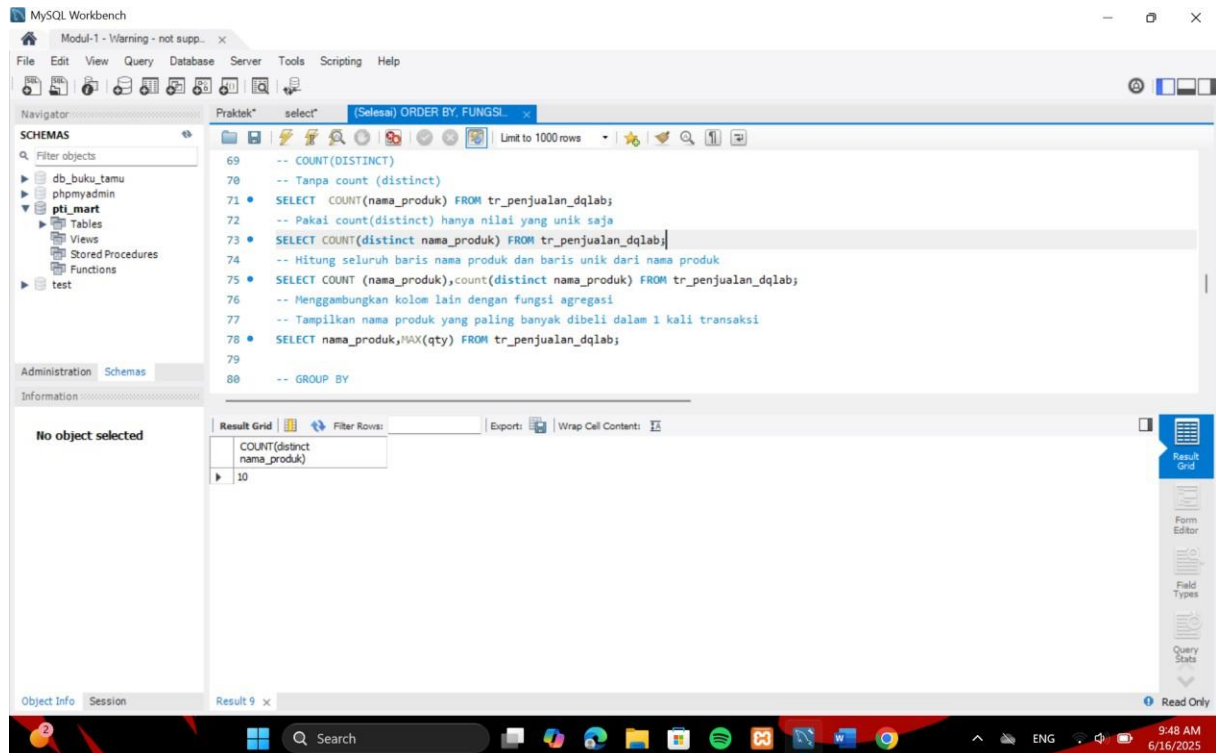 MySQL Workbench
Modul-1 - Warning - not supp..
File Edit View Query Database Server Tools Scripting Help
Navigator
Praktek* select* (Selesai) ORDER BY, FUNGSI...
SCHEMAS
Limit to 1000 rows
Filter objects
db_buku_tamu
phpmyadmin
pti_mart
Tables
Views
Stored Procedures
Functions
test
69 -- COUNT(DISTINCT)
70 -- Tanpa count (distinct)
71 SELECT COUNT(nama_produk) FROM tr_penjualan_dqlab;
72 -- Pakai count(distinct) hanya nilai yang unik saja
73 SELECT COUNT(distinct nama_produk) FROM tr_penjualan_dqlab;
74 -- Hitung seluruh baris nama produk dan baris unik dari nama produk
75 SELECT COUNT (nama_produk),count(distinct nama_produk) FROM tr_penjualan_dqlab;
76 -- Menggambungkan kolom lain dengan fungsi agregasi
77 -- Tampilkan nama produk yang paling banyak dibeli dalam 1 kali transaksi
78 SELECT nama_produk,MAX(qty) FROM tr_penjualan_dqlab;
79
80 -- GROUP BY
Administration Schemas
Information
No object selected
Result Grid Filter Rows: Export: Wrap Cell Content:
COUNT(distinct
nama_produk)
10
Result
Grid
Form
Editor
Field
Types
Query
Stats
Object Info Session
Result 9
Read Only
2
Search
ENG
9:48 AM
6/16/2025